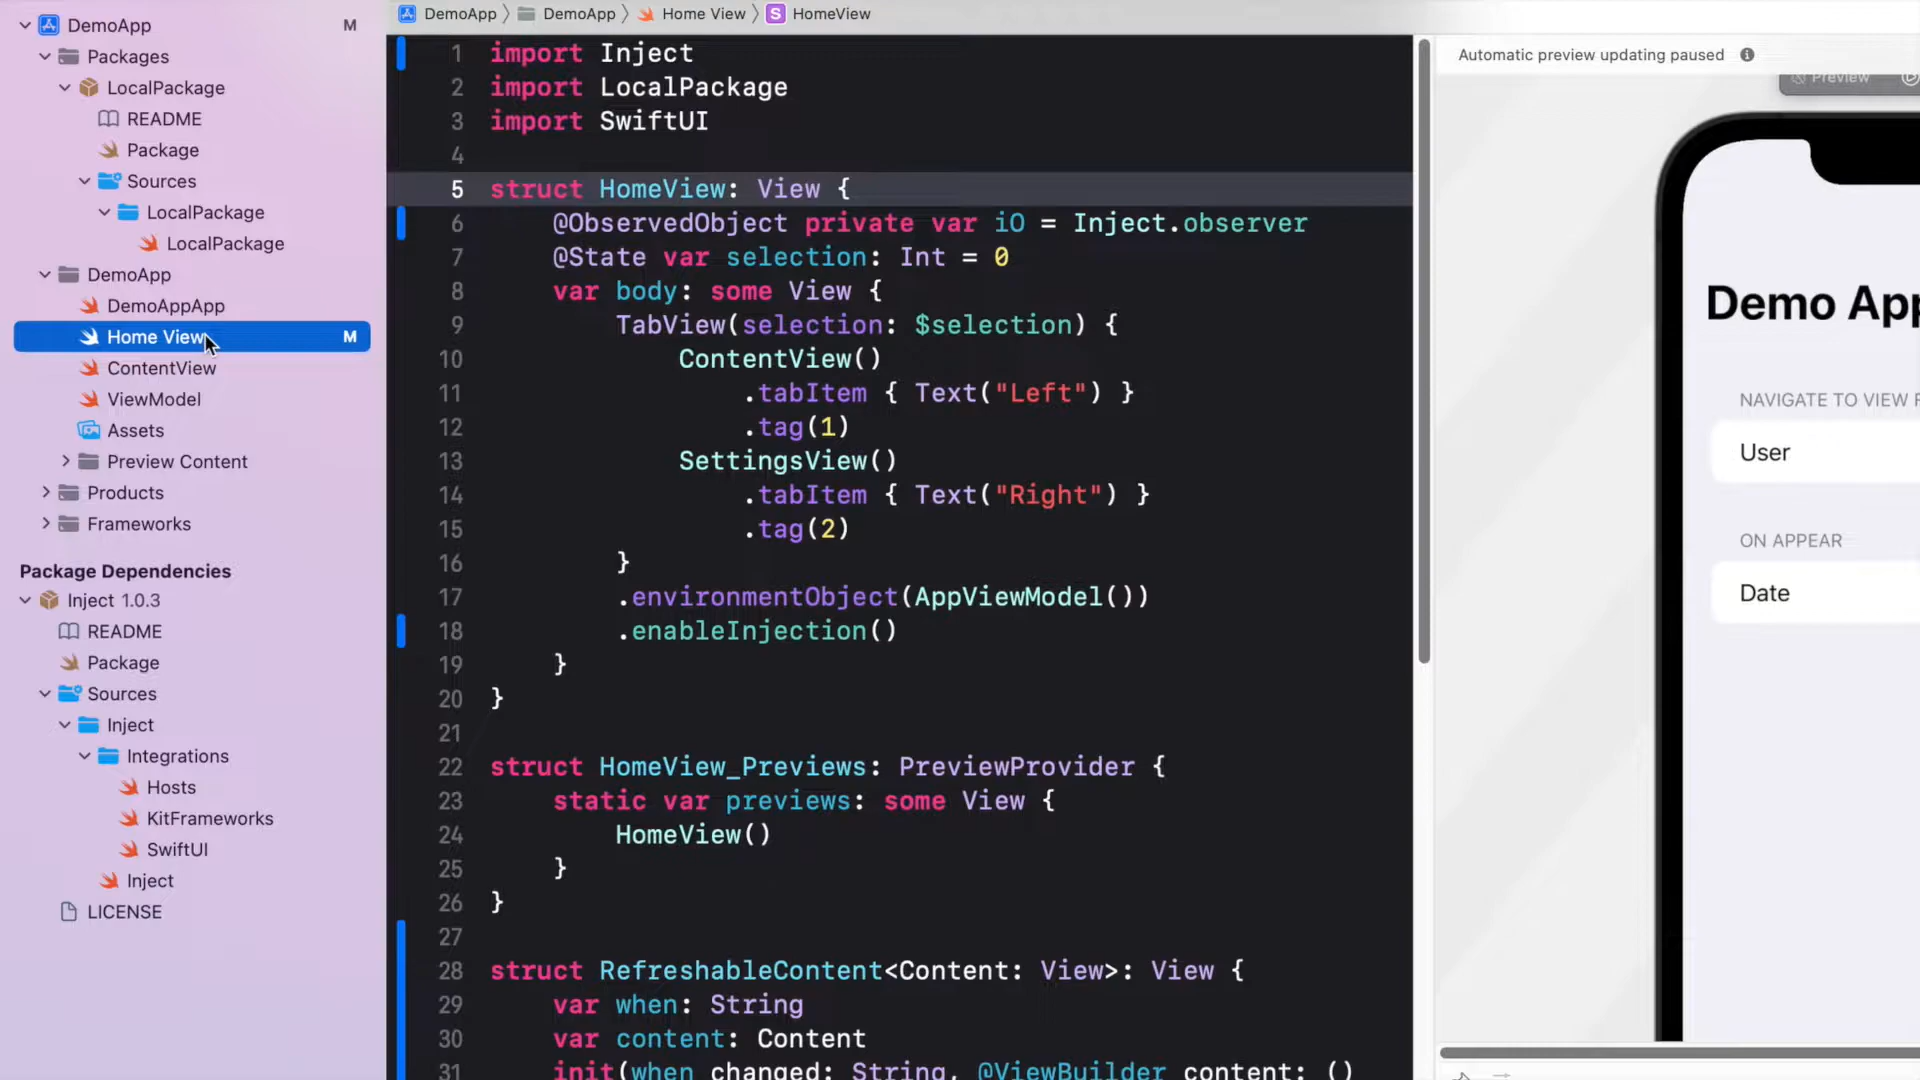 DemoApp M
Packages
LocalPackage
README
Package
Sources
LocalPackage
LocalPackage
DemoApp
DemoAppApp
Home View M
ContentView
ViewModel
Assets
Preview Content
Products
Frameworks
Package Dependencies
Inject 1.0.3
README
Package
Sources
Inject
Integrations
Hosts
KitFrameworks
SwiftUI
Inject
LICENSE
DemoApp DemoApp Home View S HomeView
1 import Inject
2 import LocalPackage
3 import SwiftUI
4
5 struct HomeView: View {
6 @ObservedObject private var iO = Inject.observer
7 @State var selection: Int = 0
8 var body: some View {
9 TabView(selection: $selection) {
10 ContentView()
11 .tabItem { Text("Left") }
12 .tag(1)
13 SettingsView()
14 .tabItem { Text("Right") }
15 .tag(2)
16 }
17 .environmentObject(AppViewModel())
18 .enableInjection()
19 }
20 }
21
22 struct HomeView_Previews: PreviewProvider {
23 static var previews: some View {
24 HomeView()
25 }
26 }
27
28 struct RefreshableContent<Content: View>: View {
29 var when: String
30 var content: Content
31 init(when changed: String, @ViewBuilder content: ()
Automatic preview updating paused
Preview
Demo App
NAVIGATE TO VIEW
User
ON APPEAR
Date